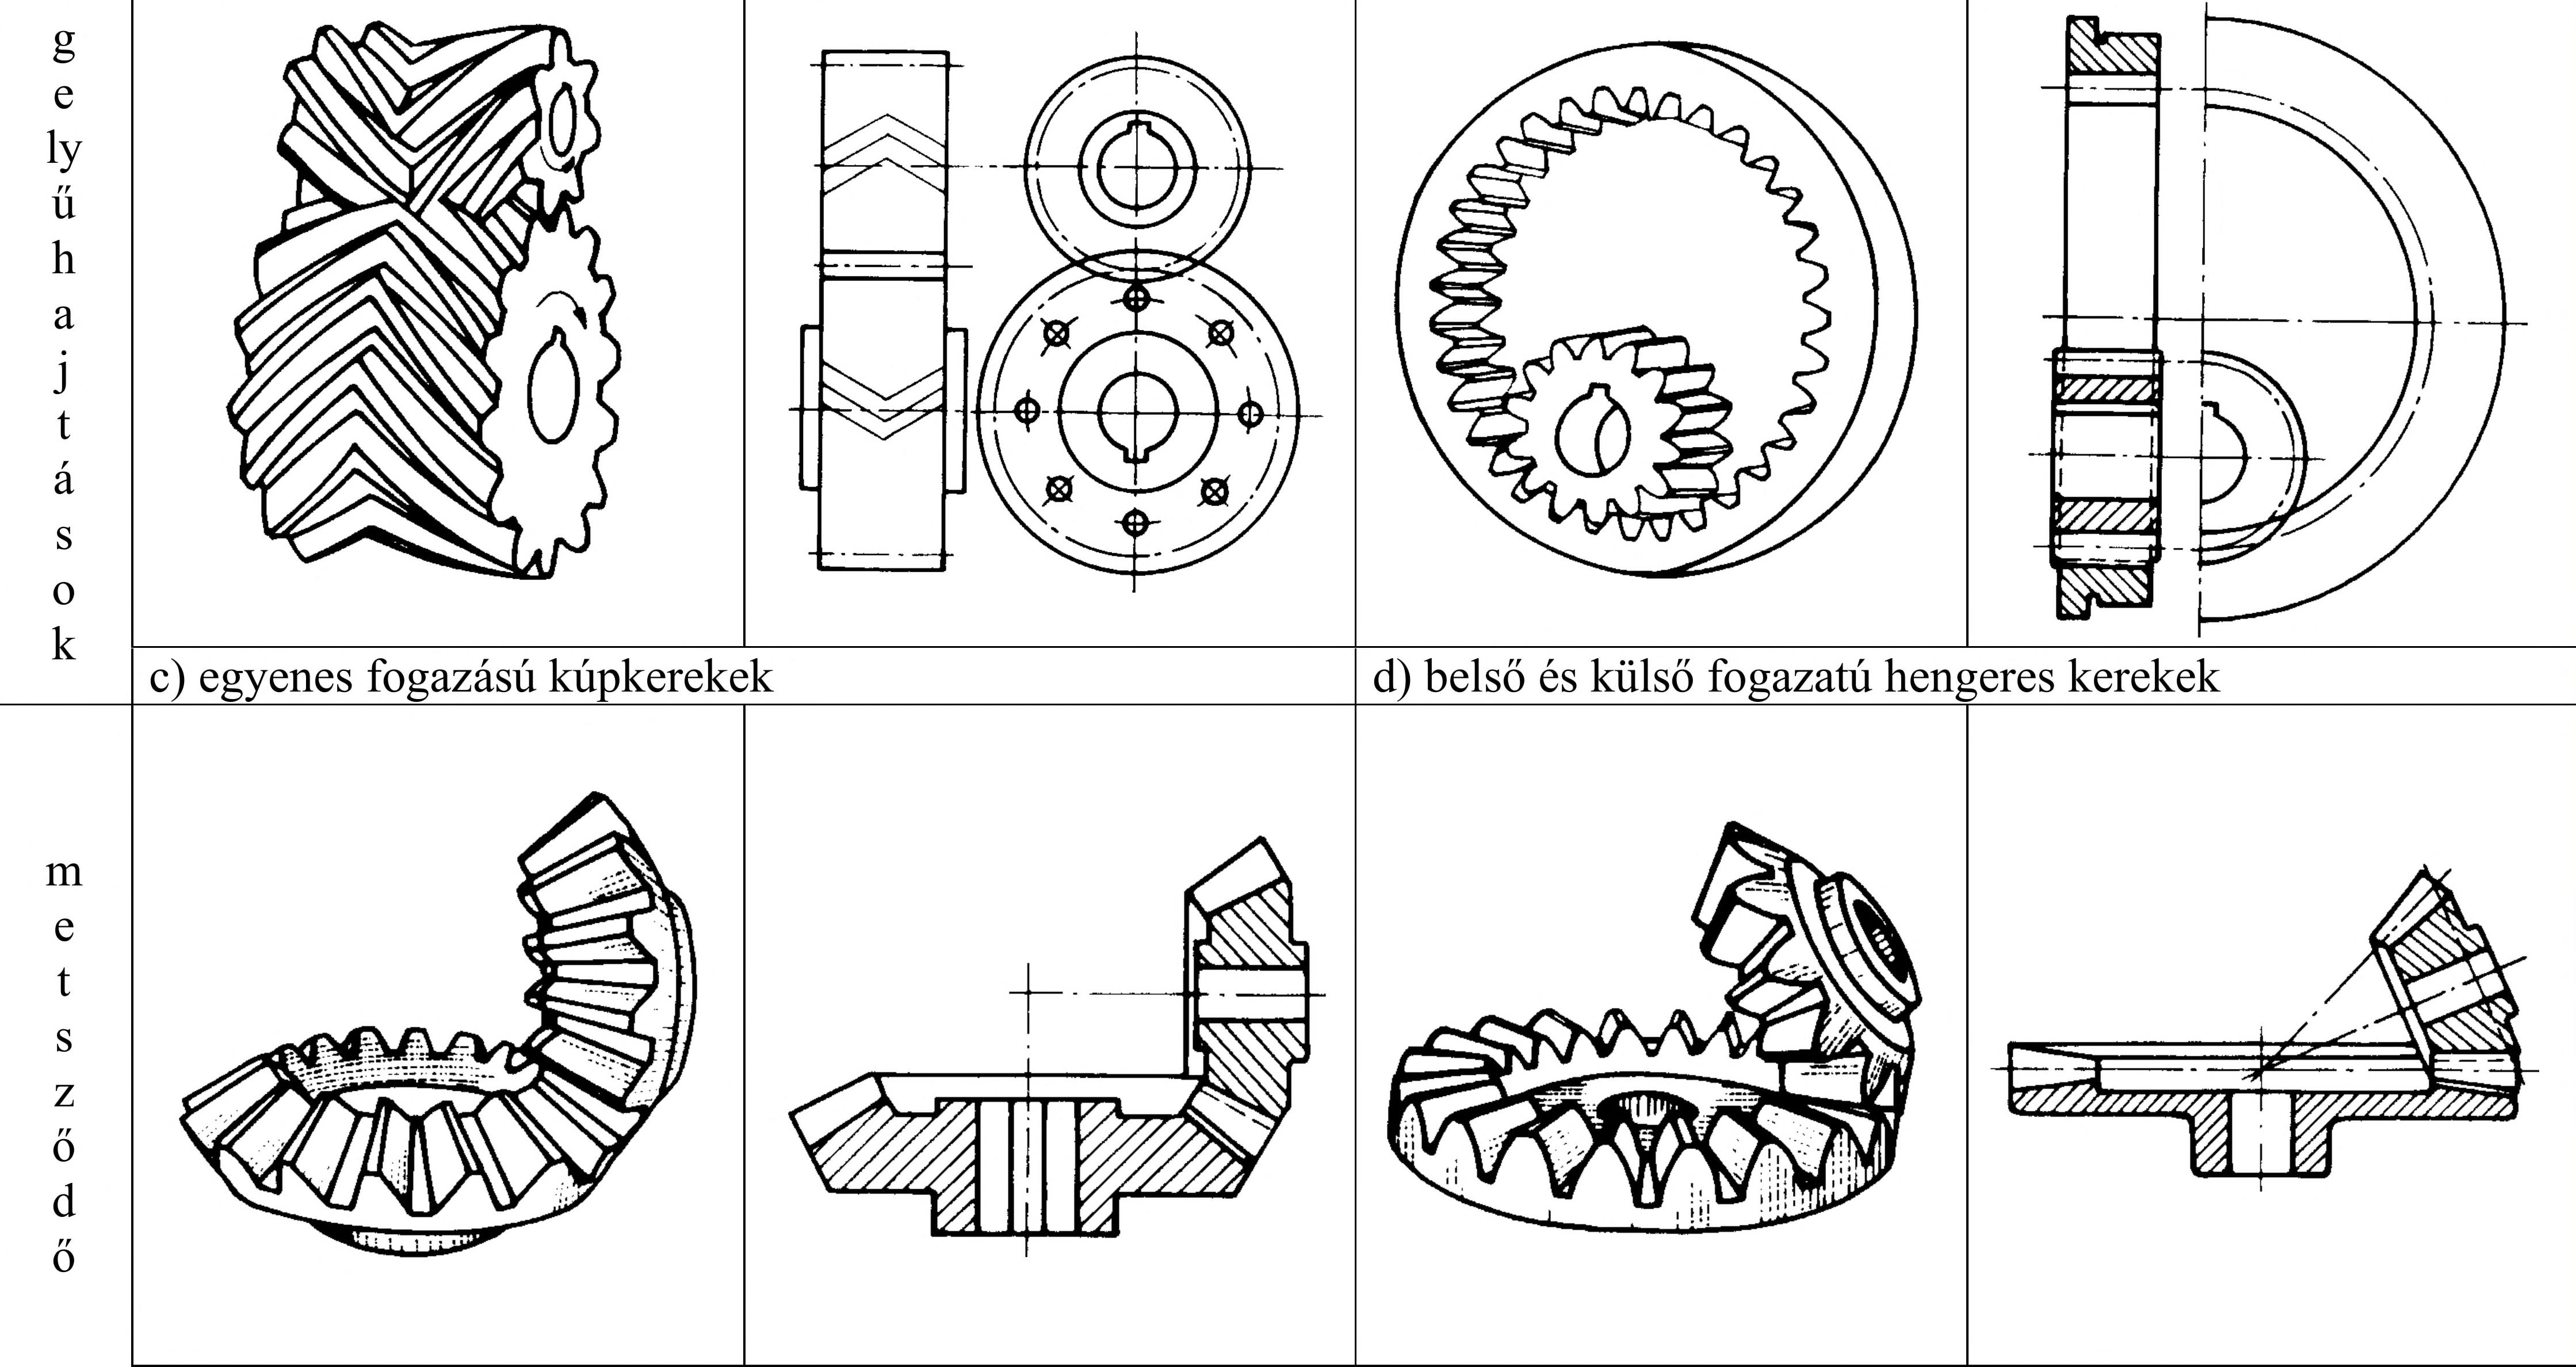 g
e
ly
ű
h
a
j
t
á
s
o
k
c) egyenes fogazású kúpkerekek
d) belső és külső fogazatú hengeres kerekek
m
e
t
s
z
ő
d
ő